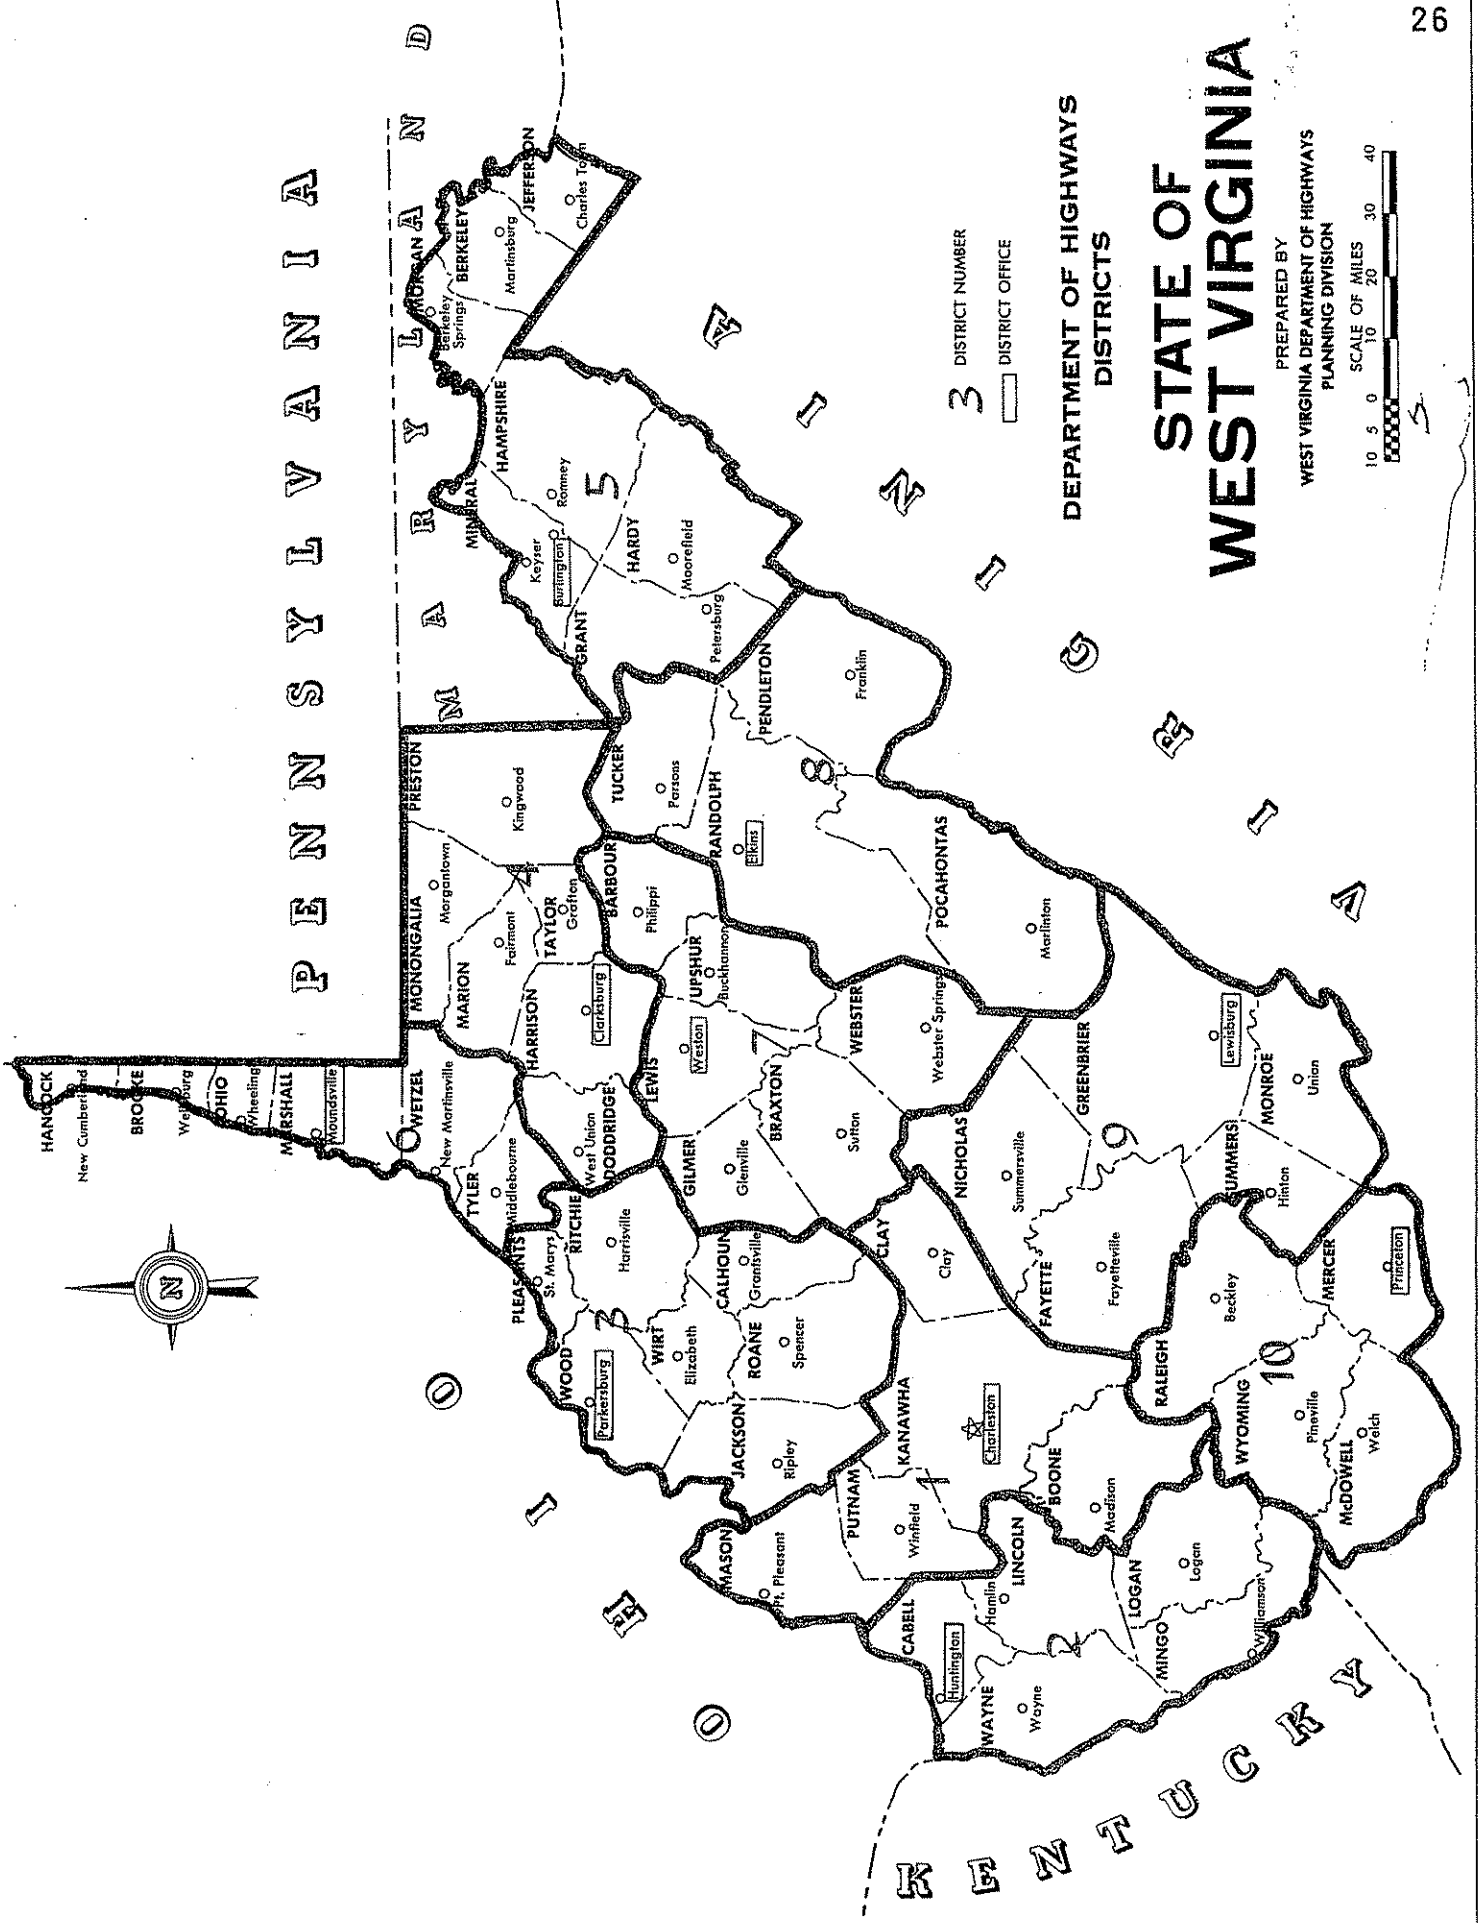 26
PENNSYLVANIA
MARYLAND
OHIO
KENTUCKY
VIRGINIA
N
HANCOCK
New Cumberland
BROOKE
Wellsburg
OHIO
Wheeling
MARSHALL
Moundsville
6
WETZEL
New Martinsville
TYLER
Middlebourne
PLEASANTS
St. Marys
RITCHIE
Harrisville
WOOD
Parkersburg
3
WIRT
Elizabeth
CALHOUN
Grantsville
ROANE
Spencer
JACKSON
Ripley
MONONGALIA
Morgantown
MARION
Fairmont
PRESTON
Kingwood
4
TAYLOR
Grafton
HARRISON
Clarksburg
DODDRIDGE
West Union
BARBOUR
Philippi
UPSHUR
Buckhannon
LEWIS
Weston
7
GILMER
Glenville
BRAXTON
Sutton
WEBSTER
Webster Springs
TUCKER
Parsons
RANDOLPH
Elkins
PENDLETON
Franklin
8
POCAHONTAS
Marlinton
MORGAN
Berkeley
Springs
BERKELEY
Martinsburg
JEFFERSON
Charles Town
HAMPSHIRE
Romney
MINERAL
Keyser
Burlington
5
GRANT
Petersburg
HARDY
Moorefield
MASON
Pt. Pleasant
PUTNAM
Winfield
KANAWHA
Charleston
1
CLAY
Clay
BOONE
Madison
CABELL
Huntington
WAYNE
Wayne
LINCOLN
Hamlin
2
LOGAN
Logan
MINGO
Williamson
NICHOLAS
Summersville
GREENBRIER
Lewisburg
9
FAYETTE
Fayetteville
SUMMERS
Hinton
MONROE
Union
RALEIGH
Beckley
MERCER
Princeton
10
WYOMING
Pineville
McDOWELL
Welch
3 DISTRICT NUMBER
DISTRICT OFFICE
DEPARTMENT OF HIGHWAYS
DISTRICTS
STATE OF
WEST VIRGINIA
PREPARED BY
WEST VIRGINIA DEPARTMENT OF HIGHWAYS
PLANNING DIVISION
SCALE OF MILES
10 5 0 10 20 30 40